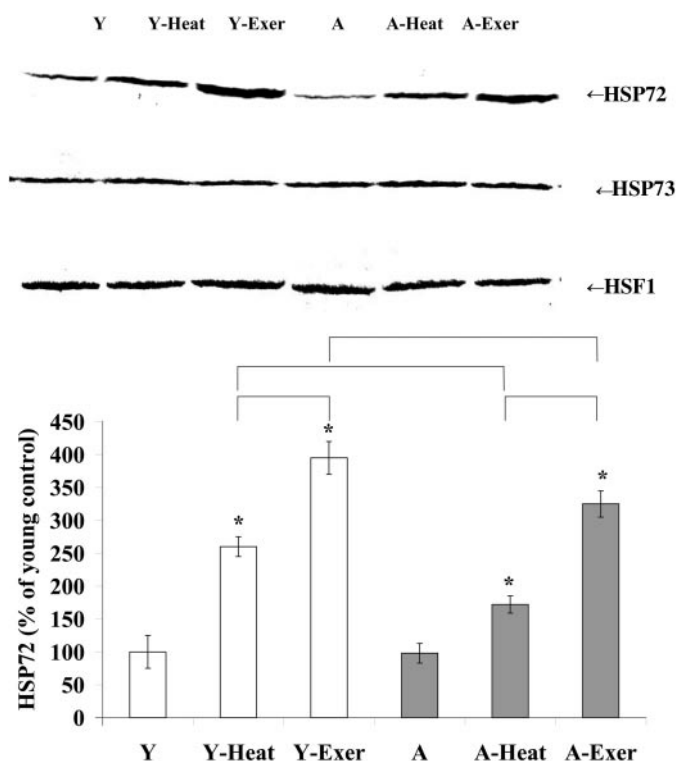 Y Y-Heat Y-Exer A A-Heat A-Exer
←HSP72
←HSP73
←HSF1
HSP72 (% of young control)
450
400
350
300
250
200
150
100
50
0
* * * *
Y Y-Heat Y-Exer A A-Heat A-Exer